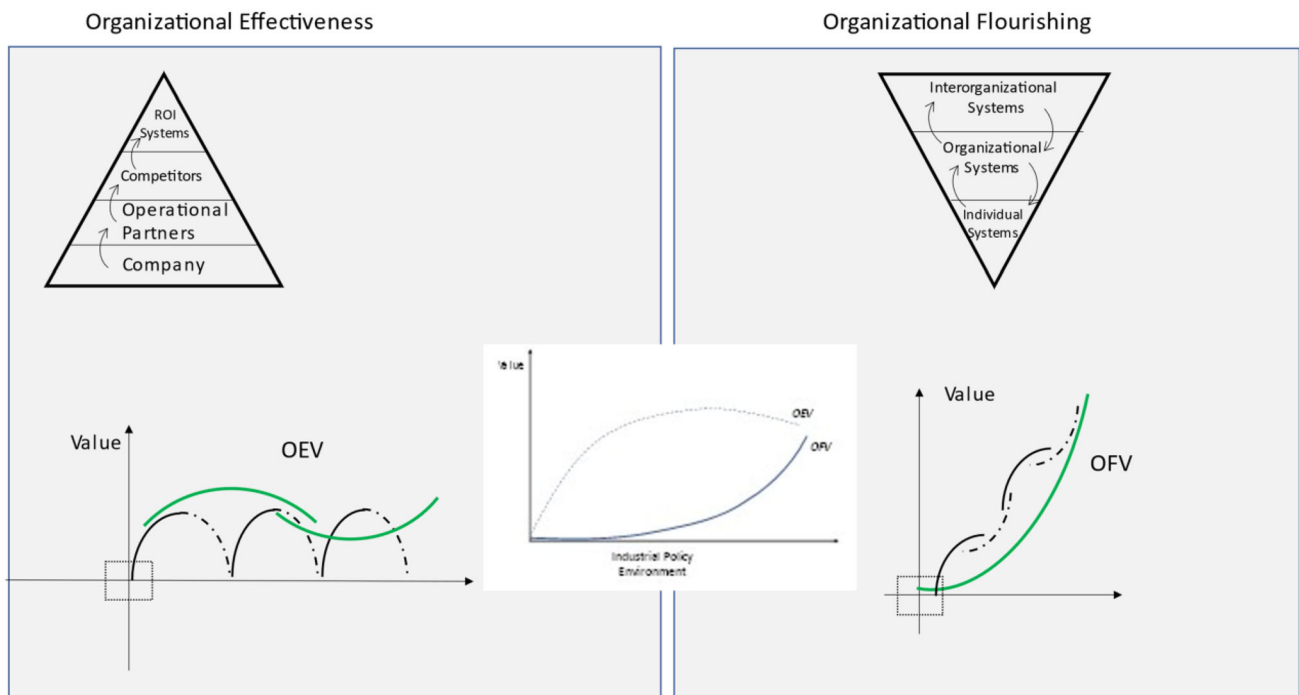 Organizational Effectiveness
Organizational Flourishing
ROI
Systems
Competitors
Operational
Partners
Company
Interorganizational
Systems
Organizational
Systems
Individual
Systems
Value
OEV
Value
OEV
OFV
Industrial Policy
Environment
Value
OFV